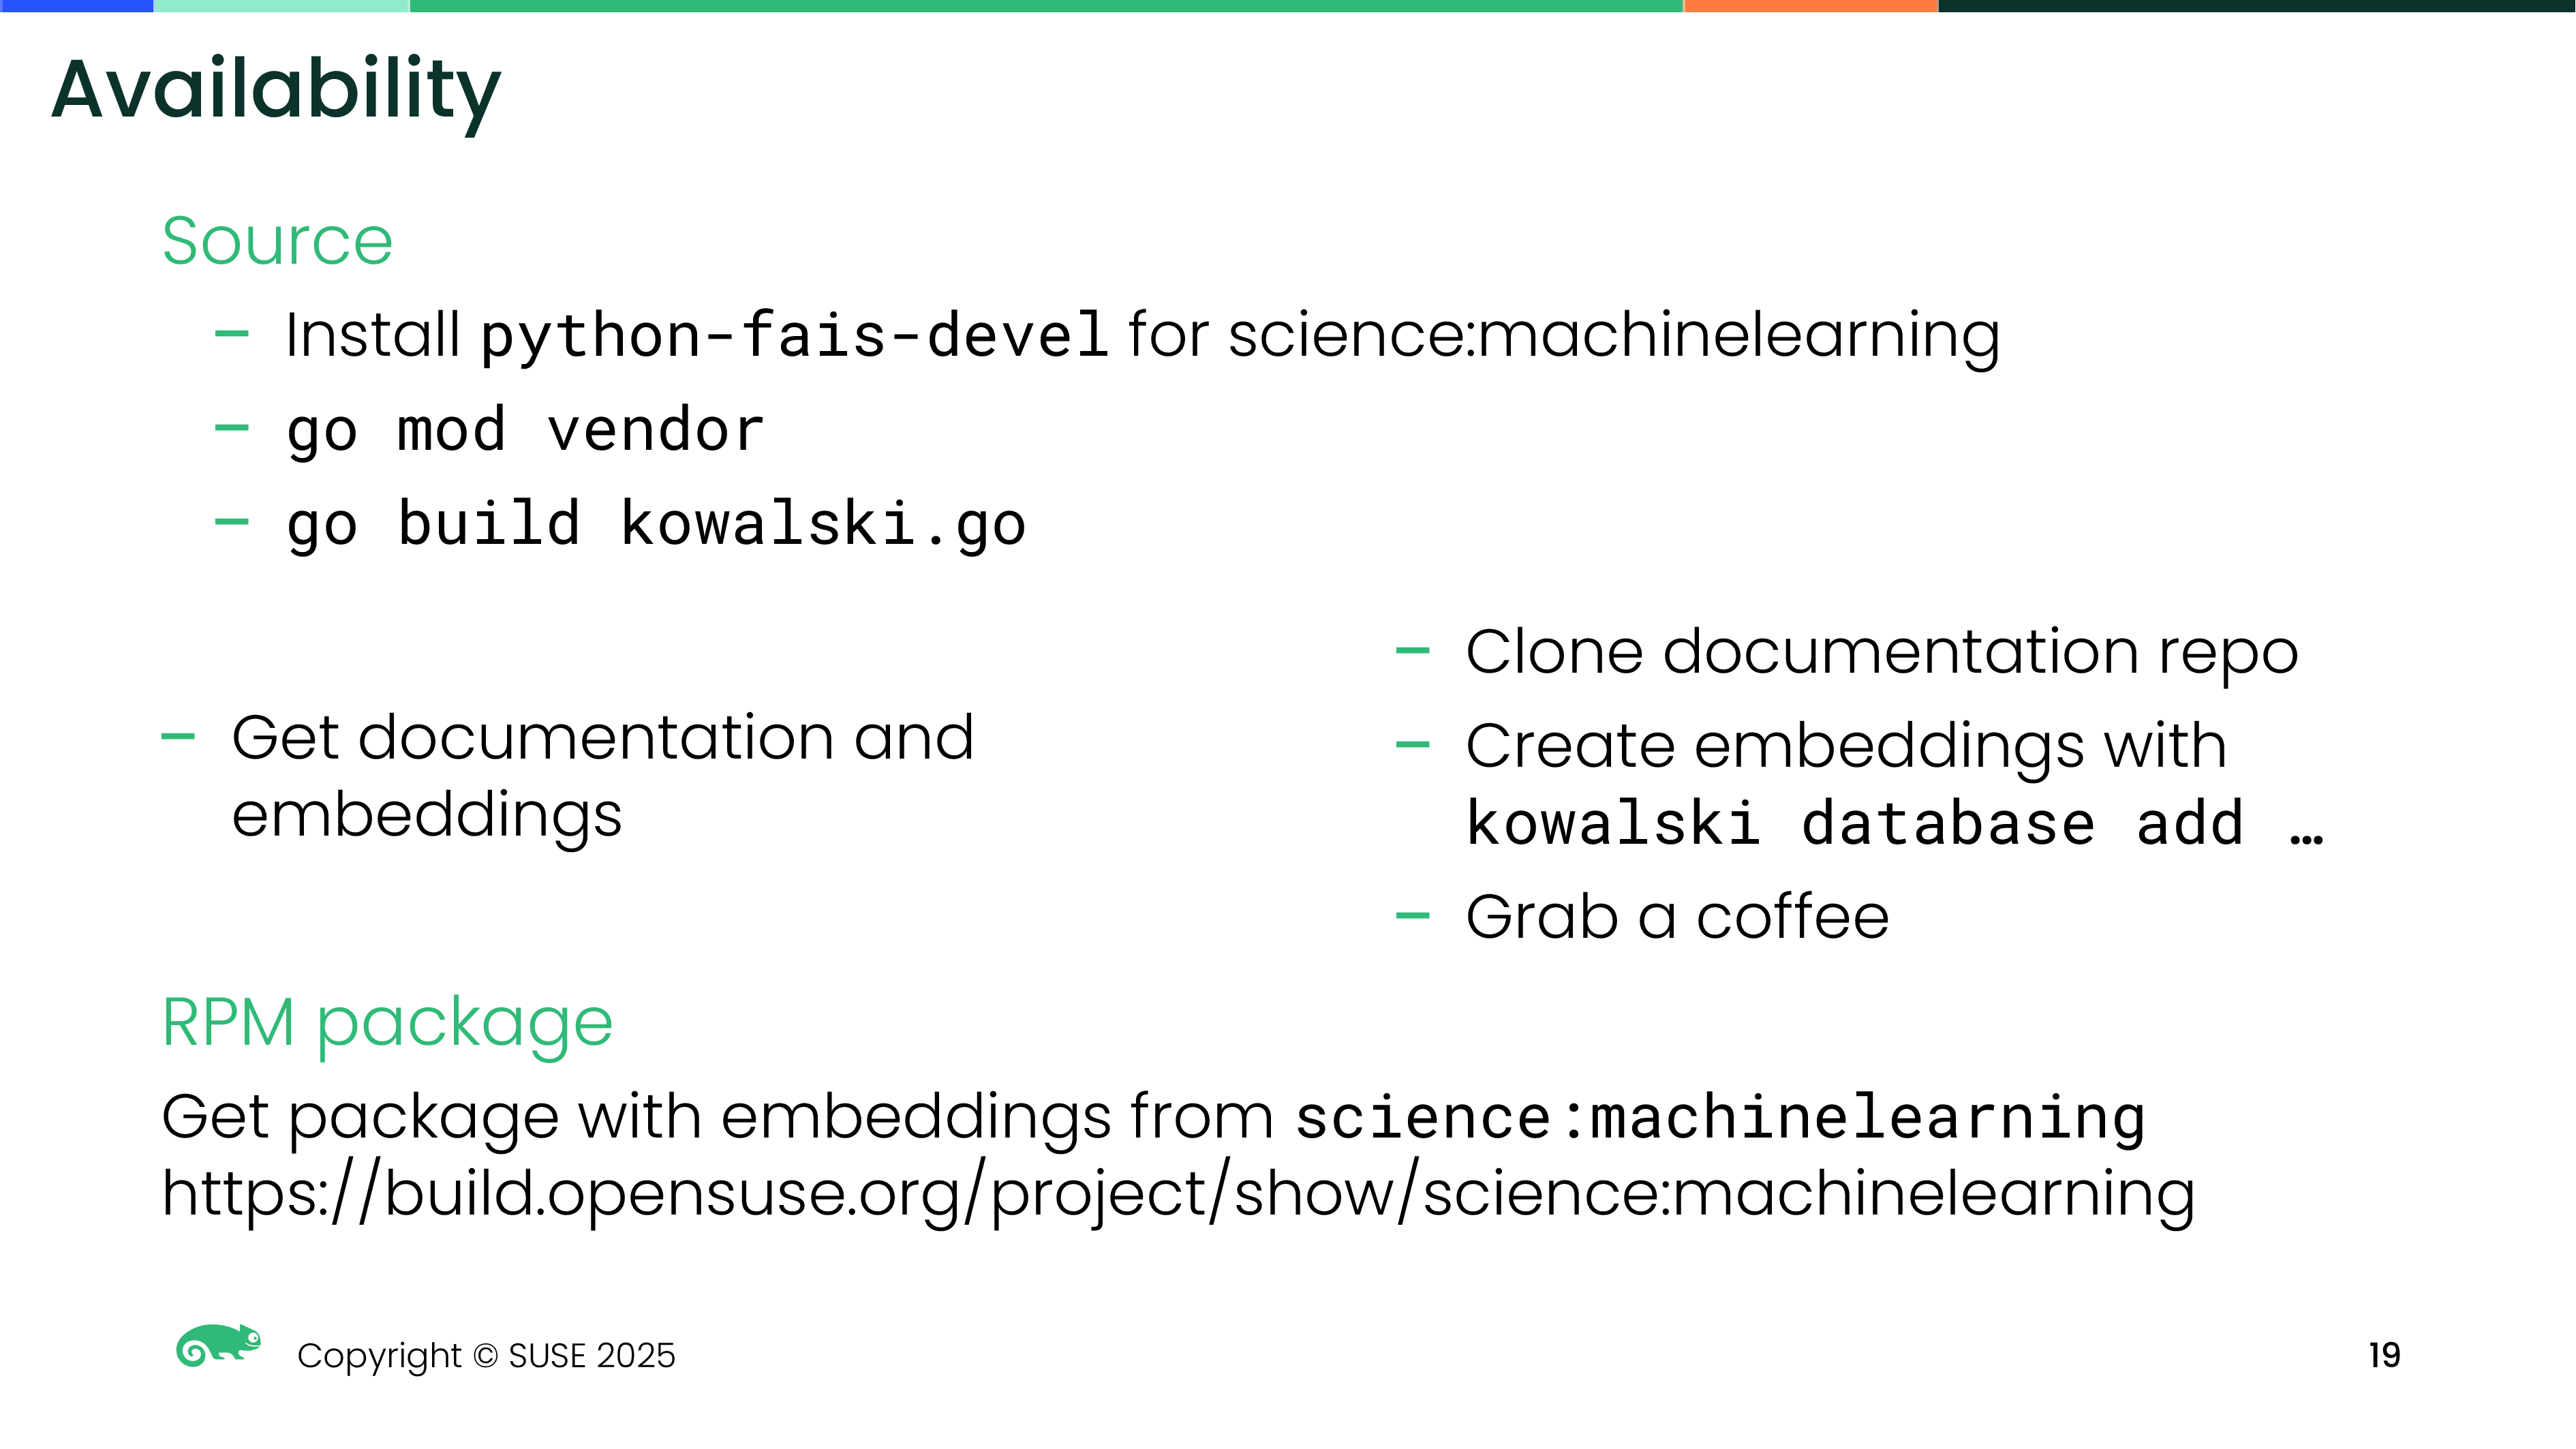 Availability
Source
– Install python-fais-devel for science:machinelearning
– go mod vendor
– go build kowalski.go
– Get documentation and
embeddings
– Clone documentation repo
– Create embeddings with
kowalski database add …
– Grab a coffee
RPM package
Get package with embeddings from science:machinelearning
https://build.opensuse.org/project/show/science:machinelearning
Copyright © SUSE 2025
19